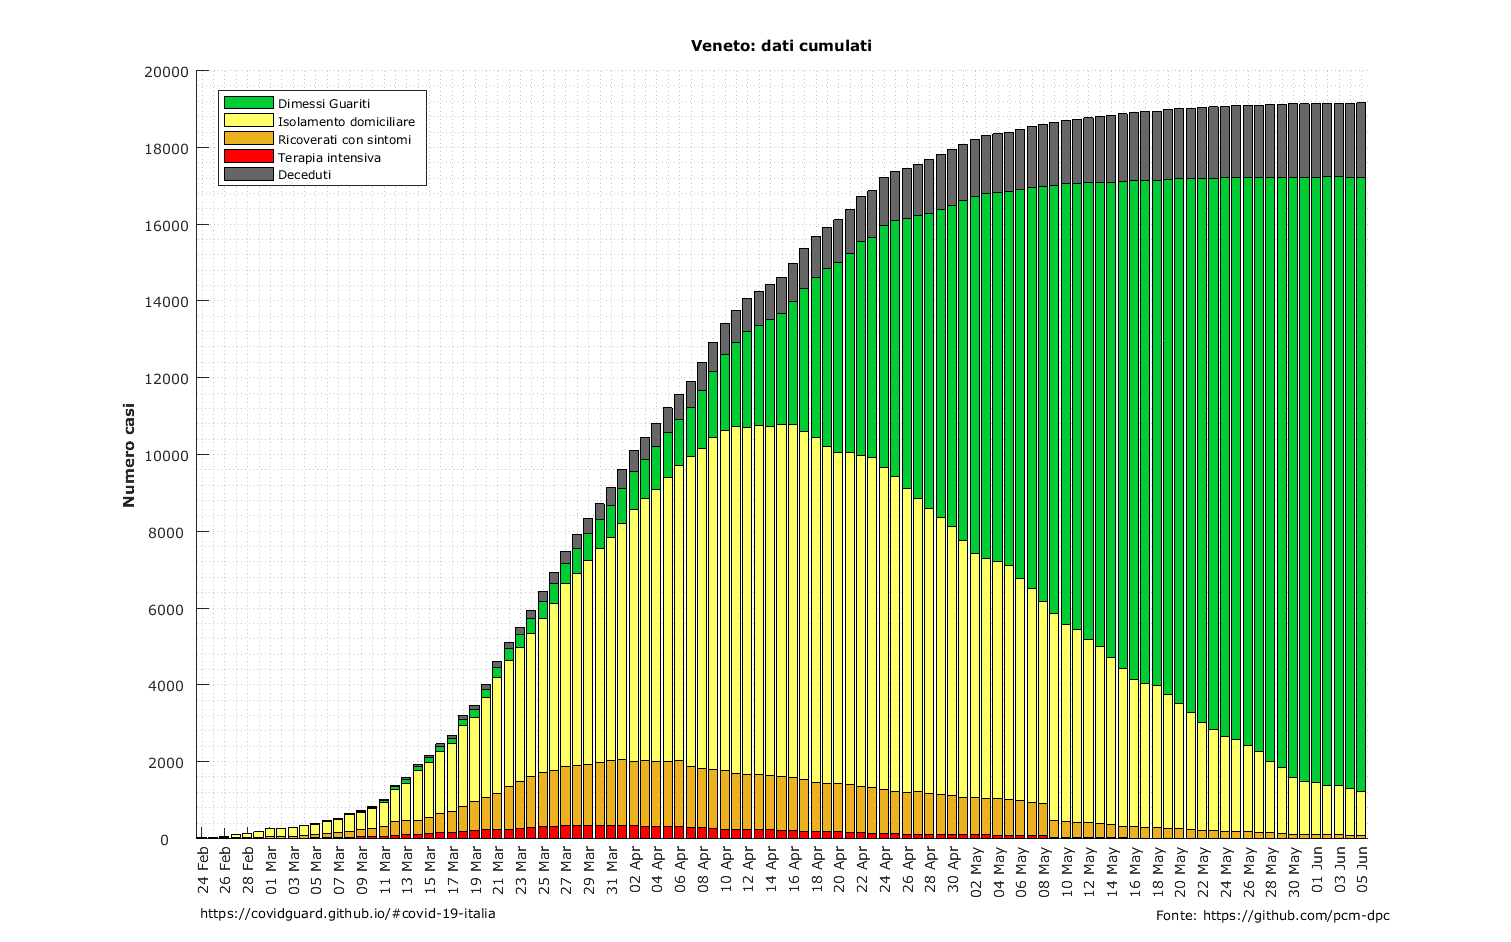 Veneto: dati cumulati
Numero casi
20000
18000
16000
14000
12000
10000
8000
6000
4000
2000
0
Dimessi Guariti
Isolamento domiciliare
Ricoverati con sintomi
Terapia intensiva
Deceduti
24 Feb
26 Feb
28 Feb
01 Mar
03 Mar
05 Mar
07 Mar
09 Mar
11 Mar
13 Mar
15 Mar
17 Mar
19 Mar
21 Mar
23 Mar
25 Mar
27 Mar
29 Mar
31 Mar
02 Apr
04 Apr
06 Apr
08 Apr
10 Apr
12 Apr
14 Apr
16 Apr
18 Apr
20 Apr
22 Apr
24 Apr
26 Apr
28 Apr
30 Apr
02 May
04 May
06 May
08 May
10 May
12 May
14 May
16 May
18 May
20 May
22 May
24 May
26 May
28 May
30 May
01 Jun
03 Jun
05 Jun
https://covidguard.github.io/#covid-19-italia
Fonte: https://github.com/pcm-dpc